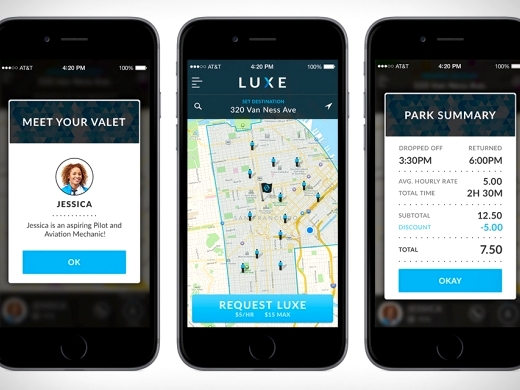 ●●●○○ AT&T 4:20 PM 100%
MEET YOUR VALET
JESSICA
Jessica is an aspiring Pilot and
Aviation Mechanic!
OK
●●●○○ AT&T 4:20 PM 100%
LUXE
SET DESTINATION
320 Van Ness Ave
REQUEST LUXE
$5/HR $15 MAX
●●●○○ AT&T 4:20 PM 100%
PARK SUMMARY
DROPPED OFF RETURNED
3:30PM 6:00PM
AVG. HOURLY RATE 5.00
TOTAL TIME 2H 30M
SUBTOTAL 12.50
DISCOUNT -5.00
TOTAL 7.50
OKAY